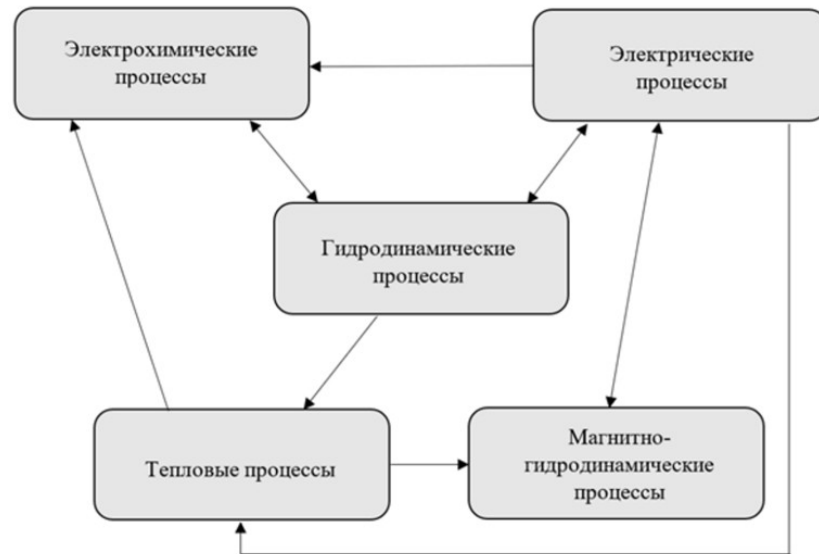 Электрохимические
процессы
Электрические
процессы
Гидродинамические
процессы
Тепловые процессы
Магнитно-
гидродинамические
процессы